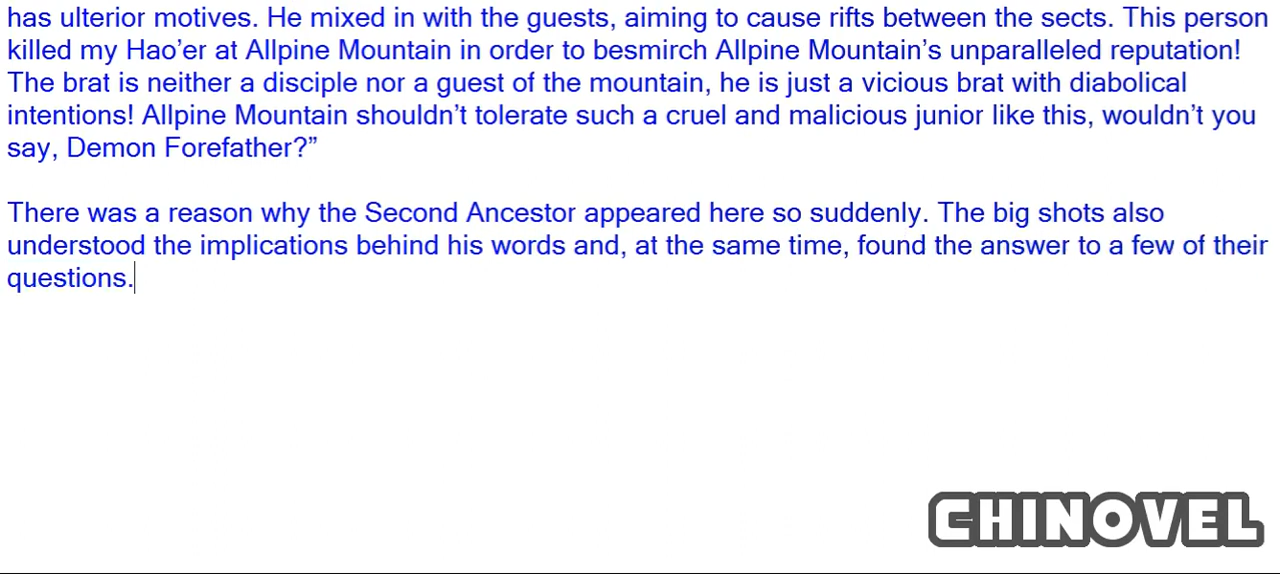 has ulterior motives. He mixed in with the guests, aiming to cause rifts between the sects. This person
killed my Hao’er at Allpine Mountain in order to besmirch Allpine Mountain’s unparalleled reputation!
The brat is neither a disciple nor a guest of the mountain, he is just a vicious brat with diabolical
intentions! Allpine Mountain shouldn’t tolerate such a cruel and malicious junior like this, wouldn’t you
say, Demon Forefather?”
There was a reason why the Second Ancestor appeared here so suddenly. The big shots also
understood the implications behind his words and, at the same time, found the answer to a few of their
questions.
CHINOVEL